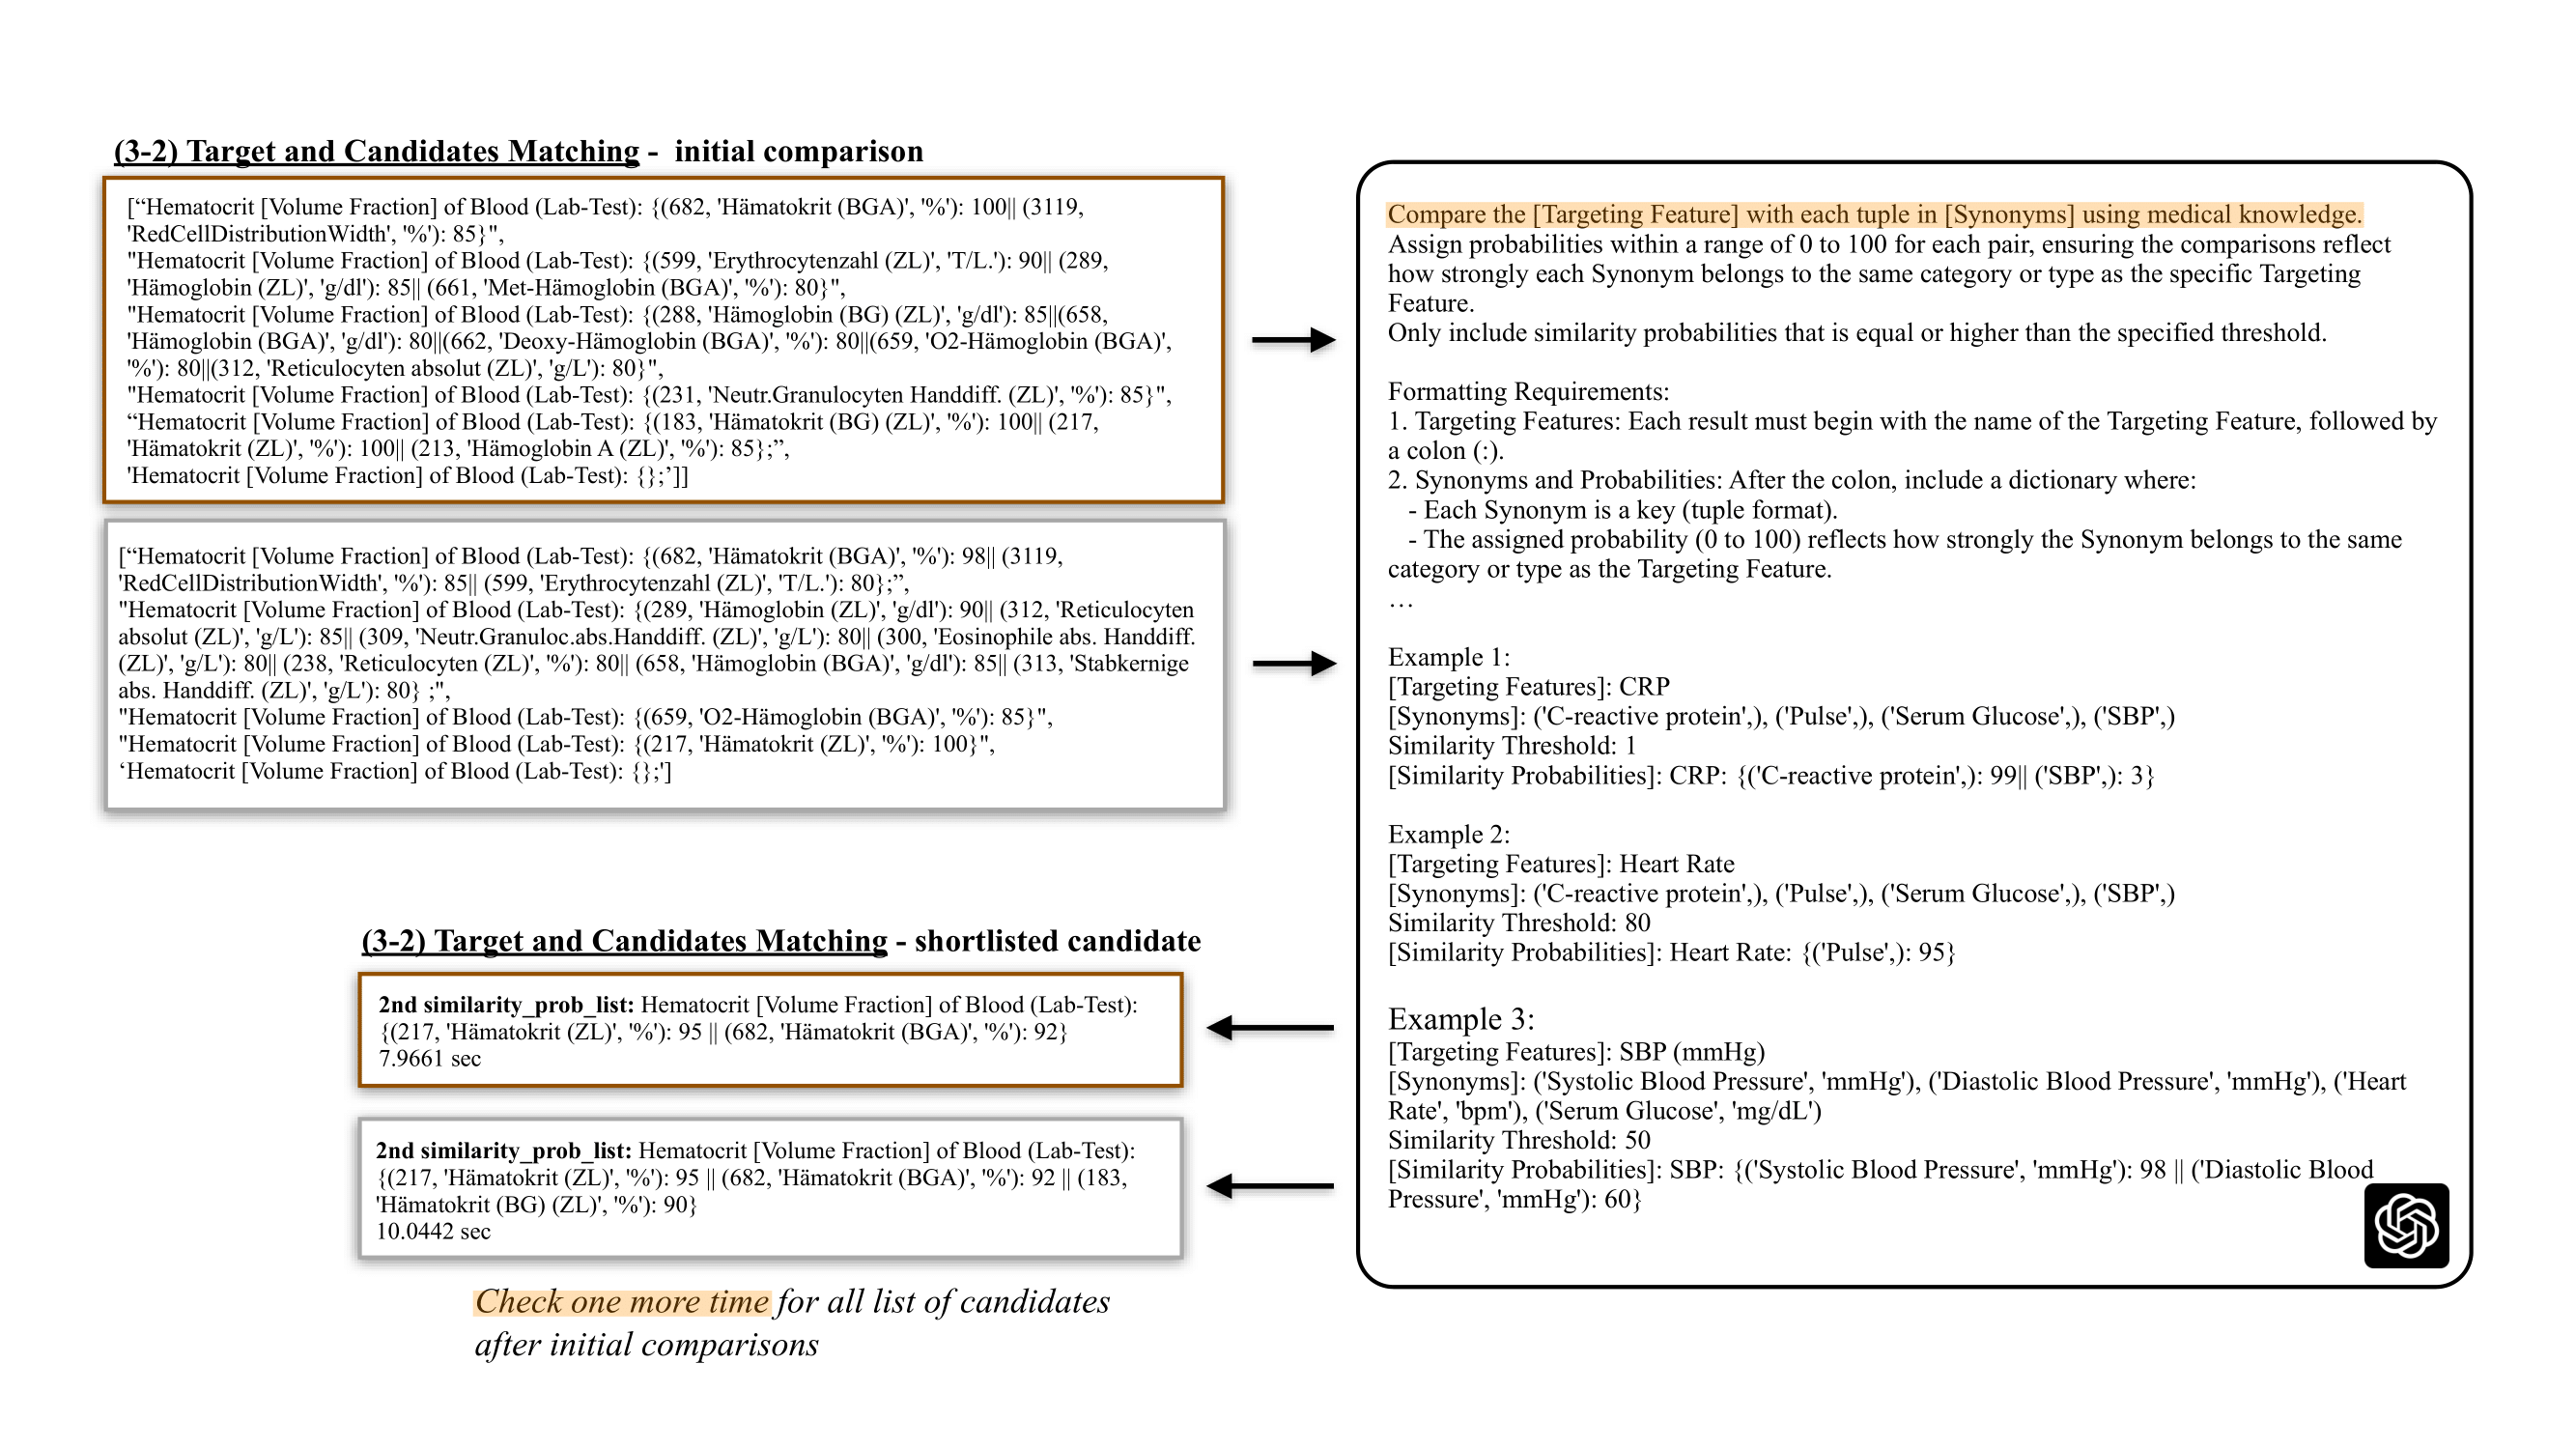 (3-2) Target and Candidates Matching -  initial comparison
[“Hematocrit [Volume Fraction] of Blood (Lab-Test): {(682, 'Hämatokrit (BGA)', '%'): 100|| (3119,
'RedCellDistributionWidth', '%'): 85}",
"Hematocrit [Volume Fraction] of Blood (Lab-Test): {(599, 'Erythrocytenzahl (ZL)', 'T/L.'): 90|| (289,
'Hämoglobin (ZL)', 'g/dl'): 85|| (661, 'Met-Hämoglobin (BGA)', '%'): 80}",
"Hematocrit [Volume Fraction] of Blood (Lab-Test): {(288, 'Hämoglobin (BG) (ZL)', 'g/dl'): 85||(658,
'Hämoglobin (BGA)', 'g/dl'): 80||(662, 'Deoxy-Hämoglobin (BGA)', '%'): 80||(659, 'O2-Hämoglobin (BGA)',
'%'): 80||(312, 'Reticulocyten absolut (ZL)', 'g/L'): 80}",
"Hematocrit [Volume Fraction] of Blood (Lab-Test): {(231, 'Neutr.Granulocyten Handdiff. (ZL)', '%'): 85}",
“Hematocrit [Volume Fraction] of Blood (Lab-Test): {(183, 'Hämatokrit (BG) (ZL)', '%'): 100|| (217,
'Hämatokrit (ZL)', '%'): 100|| (213, 'Hämoglobin A (ZL)', '%'): 85};”,
'Hematocrit [Volume Fraction] of Blood (Lab-Test): {};’]]
[“Hematocrit [Volume Fraction] of Blood (Lab-Test): {(682, 'Hämatokrit (BGA)', '%'): 98|| (3119,
'RedCellDistributionWidth', '%'): 85|| (599, 'Erythrocytenzahl (ZL)', 'T/L.'): 80};”,
"Hematocrit [Volume Fraction] of Blood (Lab-Test): {(289, 'Hämoglobin (ZL)', 'g/dl'): 90|| (312, 'Reticulocyten
absolut (ZL)', 'g/L'): 85|| (309, 'Neutr.Granuloc.abs.Handdiff. (ZL)', 'g/L'): 80|| (300, 'Eosinophile abs. Handdiff.
(ZL)', 'g/L'): 80|| (238, 'Reticulocyten (ZL)', '%'): 80|| (658, 'Hämoglobin (BGA)', 'g/dl'): 85|| (313, 'Stabkernige
abs. Handdiff. (ZL)', 'g/L'): 80} ;",
"Hematocrit [Volume Fraction] of Blood (Lab-Test): {(659, 'O2-Hämoglobin (BGA)', '%'): 85}",
"Hematocrit [Volume Fraction] of Blood (Lab-Test): {(217, 'Hämatokrit (ZL)', '%'): 100}",
‘Hematocrit [Volume Fraction] of Blood (Lab-Test): {};']
Compare the [Targeting Feature] with each tuple in [Synonyms] using medical knowledge.
Assign probabilities within a range of 0 to 100 for each pair, ensuring the comparisons reflect
how strongly each Synonym belongs to the same category or type as the specific Targeting
Feature.
Only include similarity probabilities that is equal or higher than the specified threshold.
Formatting Requirements:
1. Targeting Features: Each result must begin with the name of the Targeting Feature, followed by
a colon (:).
2. Synonyms and Probabilities: After the colon, include a dictionary where:
- Each Synonym is a key (tuple format).
- The assigned probability (0 to 100) reflects how strongly the Synonym belongs to the same
category or type as the Targeting Feature.
…
Example 1:
[Targeting Features]: CRP
[Synonyms]: ('C-reactive protein',), ('Pulse',), ('Serum Glucose',), ('SBP',)
Similarity Threshold: 1
[Similarity Probabilities]: CRP: {('C-reactive protein',): 99|| ('SBP',): 3}
Example 2:
[Targeting Features]: Heart Rate
[Synonyms]: ('C-reactive protein',), ('Pulse',), ('Serum Glucose',), ('SBP',)
Similarity Threshold: 80
[Similarity Probabilities]: Heart Rate: {('Pulse',): 95}
Example 3:
[Targeting Features]: SBP (mmHg)
[Synonyms]: ('Systolic Blood Pressure', 'mmHg'), ('Diastolic Blood Pressure', 'mmHg'), ('Heart
Rate', 'bpm'), ('Serum Glucose', 'mg/dL')
Similarity Threshold: 50
[Similarity Probabilities]: SBP: {('Systolic Blood Pressure', 'mmHg'): 98 || ('Diastolic Blood
Pressure', 'mmHg'): 60}
(3-2) Target and Candidates Matching - shortlisted candidate
2nd similarity_prob_list: Hematocrit [Volume Fraction] of Blood (Lab-Test):
{(217, 'Hämatokrit (ZL)', '%'): 95 || (682, 'Hämatokrit (BGA)', '%'): 92}
7.9661 sec
2nd similarity_prob_list: Hematocrit [Volume Fraction] of Blood (Lab-Test):
{(217, 'Hämatokrit (ZL)', '%'): 95 || (682, 'Hämatokrit (BGA)', '%'): 92 || (183,
'Hämatokrit (BG) (ZL)', '%'): 90}
10.0442 sec
Check one more time for all list of candidates
after initial comparisons